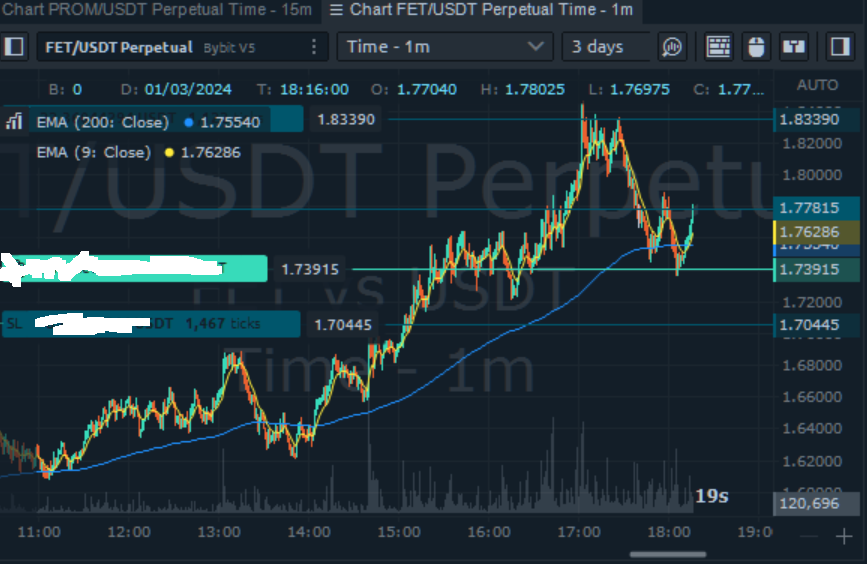 Chart PROM/USDT Perpetual Time - 15m Chart FET/USDT Perpetual Time - 1m
FET/USDT Perpetual Bybit V5 Time - 1m 3 days
B: 0 D: 01/03/2024 T: 18:16:00 O: 1.77040 H: 1.78025 L: 1.76975 C: 1.77... AUTO
EMA (200: Close) 1.75540 1.83390 1.83390
1.82000
EMA (9: Close) 1.76286
1.80000
/USDT Perpetu
1.77815
1.76286
1.73915 1.73915
FET vs USDT
1.72000
SL DT 1,467 ticks 1.70445 1.70445
1.68000
Time - 1m
1.66000
1.64000
1.62000
19s
120,696
11:00 12:00 13:00 14:00 15:00 16:00 17:00 18:00 19:0